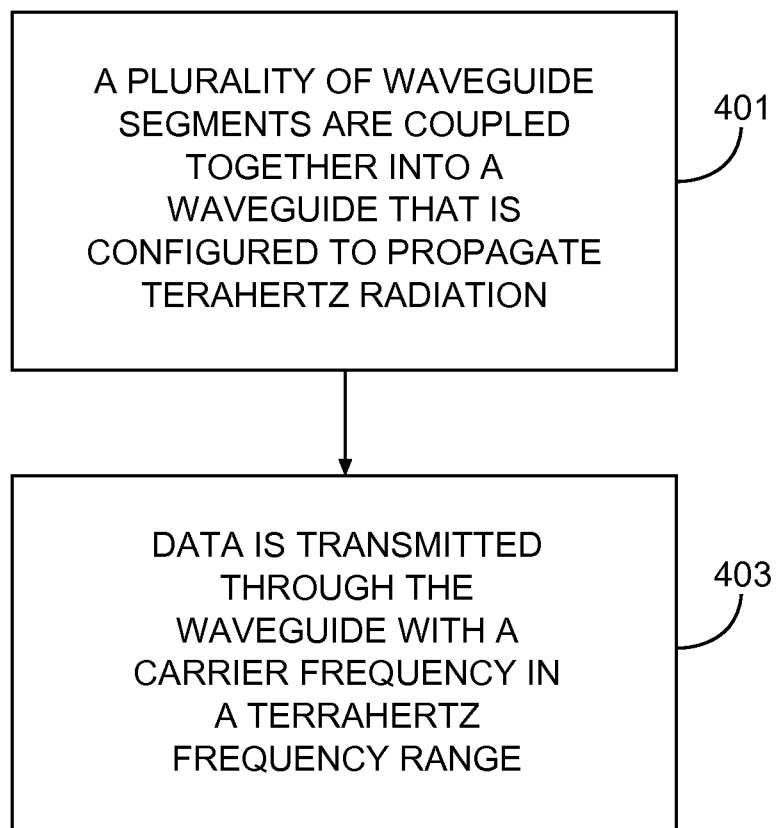 A PLURALITY OF WAVEGUIDE
SEGMENTS ARE COUPLED
TOGETHER INTO A
WAVEGUIDE THAT IS
CONFIGURED TO PROPAGATE
TERAHERTZ RADIATION
401
DATA IS TRANSMITTED
THROUGH THE
WAVEGUIDE WITH A
CARRIER FREQUENCY IN
A TERRAHERTZ
FREQUENCY RANGE
403